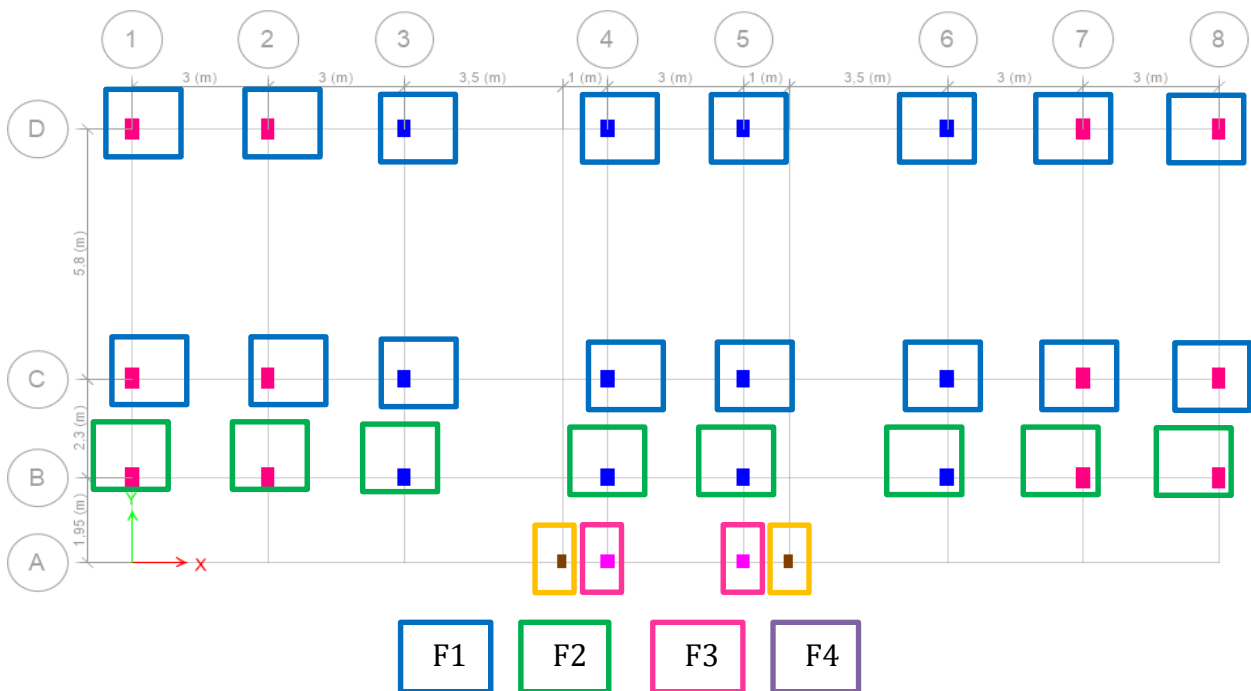 1 2 3 4 5 6 7 8
3 (m) 3 (m) 3,5 (m) 1 (m) 3 (m) 1 (m) 3,5 (m) 3 (m) 3 (m)
D
5,8 (m)
C
2,3 (m)
B
Y
1,95 (m)
A
X
F1 F2 F3 F4